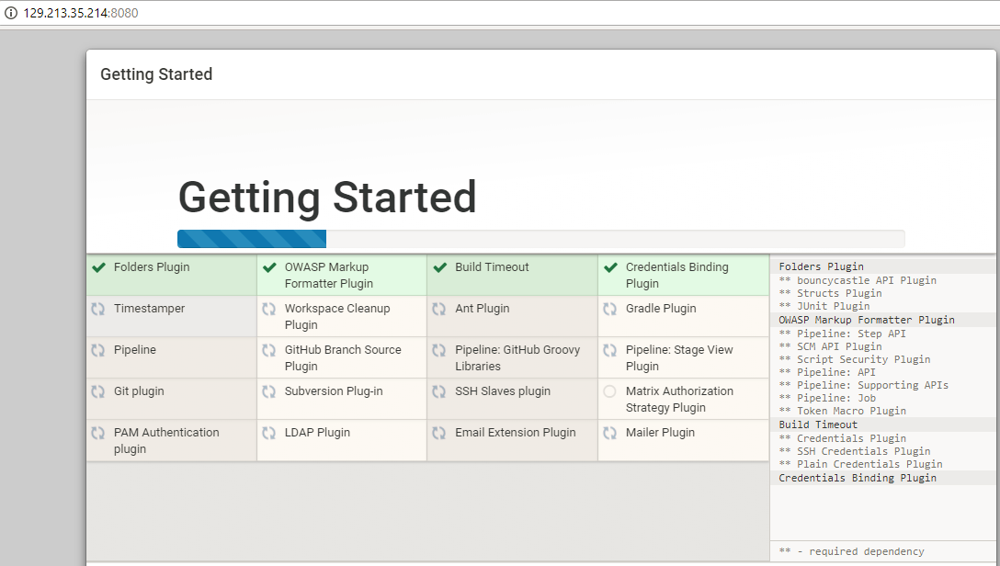 129.213.35.214:8080
Getting Started
Getting Started
Folders Plugin
OWASP Markup
Formatter Plugin
Build Timeout
Credentials Binding
Plugin
Timestamper
Workspace Cleanup
Plugin
Ant Plugin
Gradle Plugin
Pipeline
GitHub Branch Source
Plugin
Pipeline: GitHub Groovy
Libraries
Pipeline: Stage View
Plugin
Git plugin
Subversion Plug-in
SSH Slaves plugin
Matrix Authorization
Strategy Plugin
PAM Authentication
plugin
LDAP Plugin
Email Extension Plugin
Mailer Plugin
Folders Plugin
** bouncycastle API Plugin
** Structs Plugin
** JUnit Plugin
OWASP Markup Formatter Plugin
** Pipeline: Step API
** SCM API Plugin
** Script Security Plugin
** Pipeline: API
** Pipeline: Supporting APIs
** Pipeline: Job
** Token Macro Plugin
Build Timeout
** Credentials Plugin
** SSH Credentials Plugin
** Plain Credentials Plugin
Credentials Binding Plugin
** - required dependency